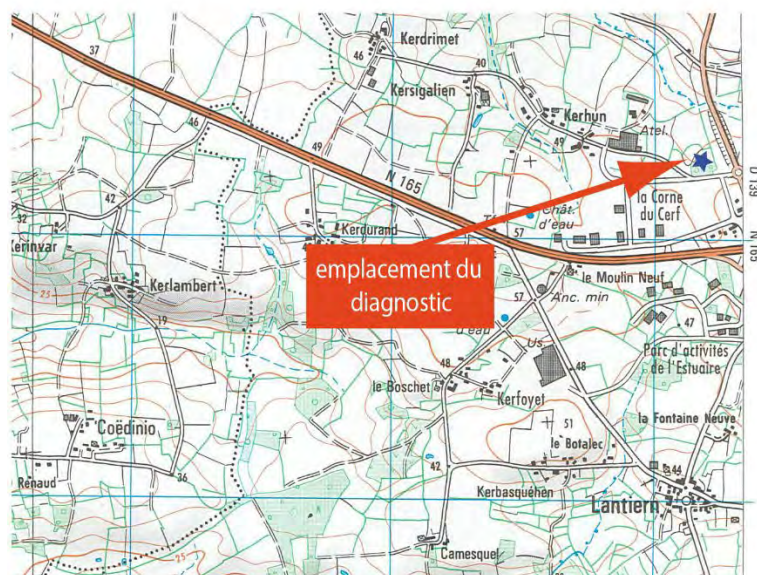 37
Kerdrimet
46
40
Kersigalien
Kerhun
49
Atel.
46
49
N 165
la Corne
du Cerf
D 139
N 165
42
32
Kerdurand
Chât.
d'eau
57
emplacement du
diagnostic
Kerlambert
25
19
le Moulin Neuf
Anc. min
57
d'eau
Us
47
Parc d'activités
de l'Estuaire
48
48
le Boschet
Kerfoyet
la Fontaine Neuve
51
le Botalec
Coëdinio
Renaud
36
42
Kerbasquéhen
44
Lantiern
25
Camesquel